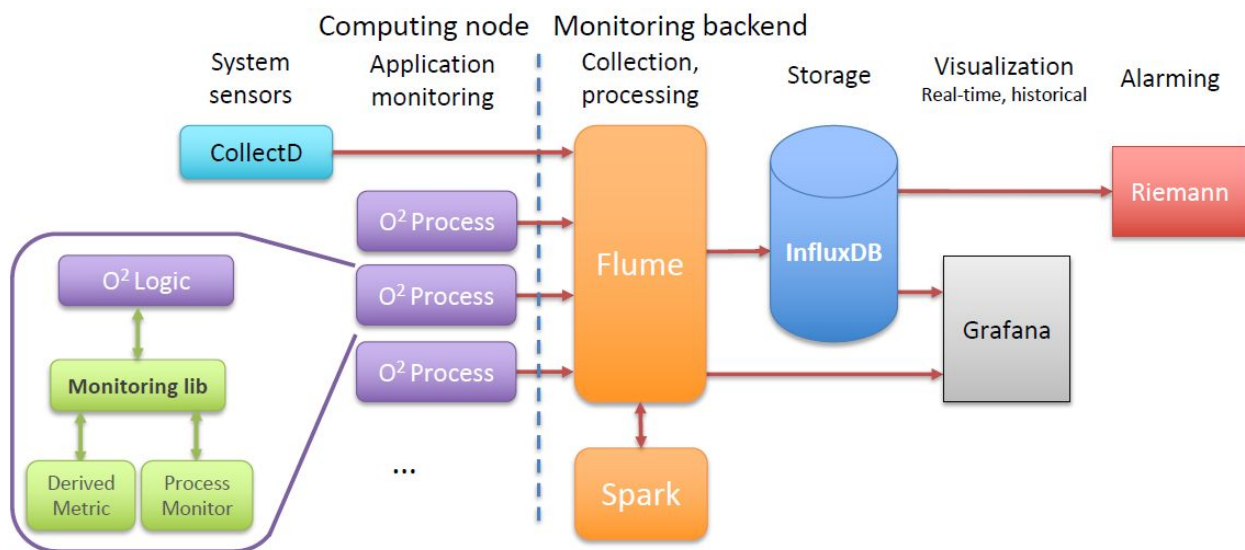 Computing node
Monitoring backend
System
sensors
Application
monitoring
Collection,
processing
Storage
Visualization
Real-time, historical
Alarming
CollectD
O² Process
O² Process
O² Process
...
O² Logic
Monitoring lib
Derived
Metric
Process
Monitor
Flume
Spark
InfluxDB
Riemann
Grafana